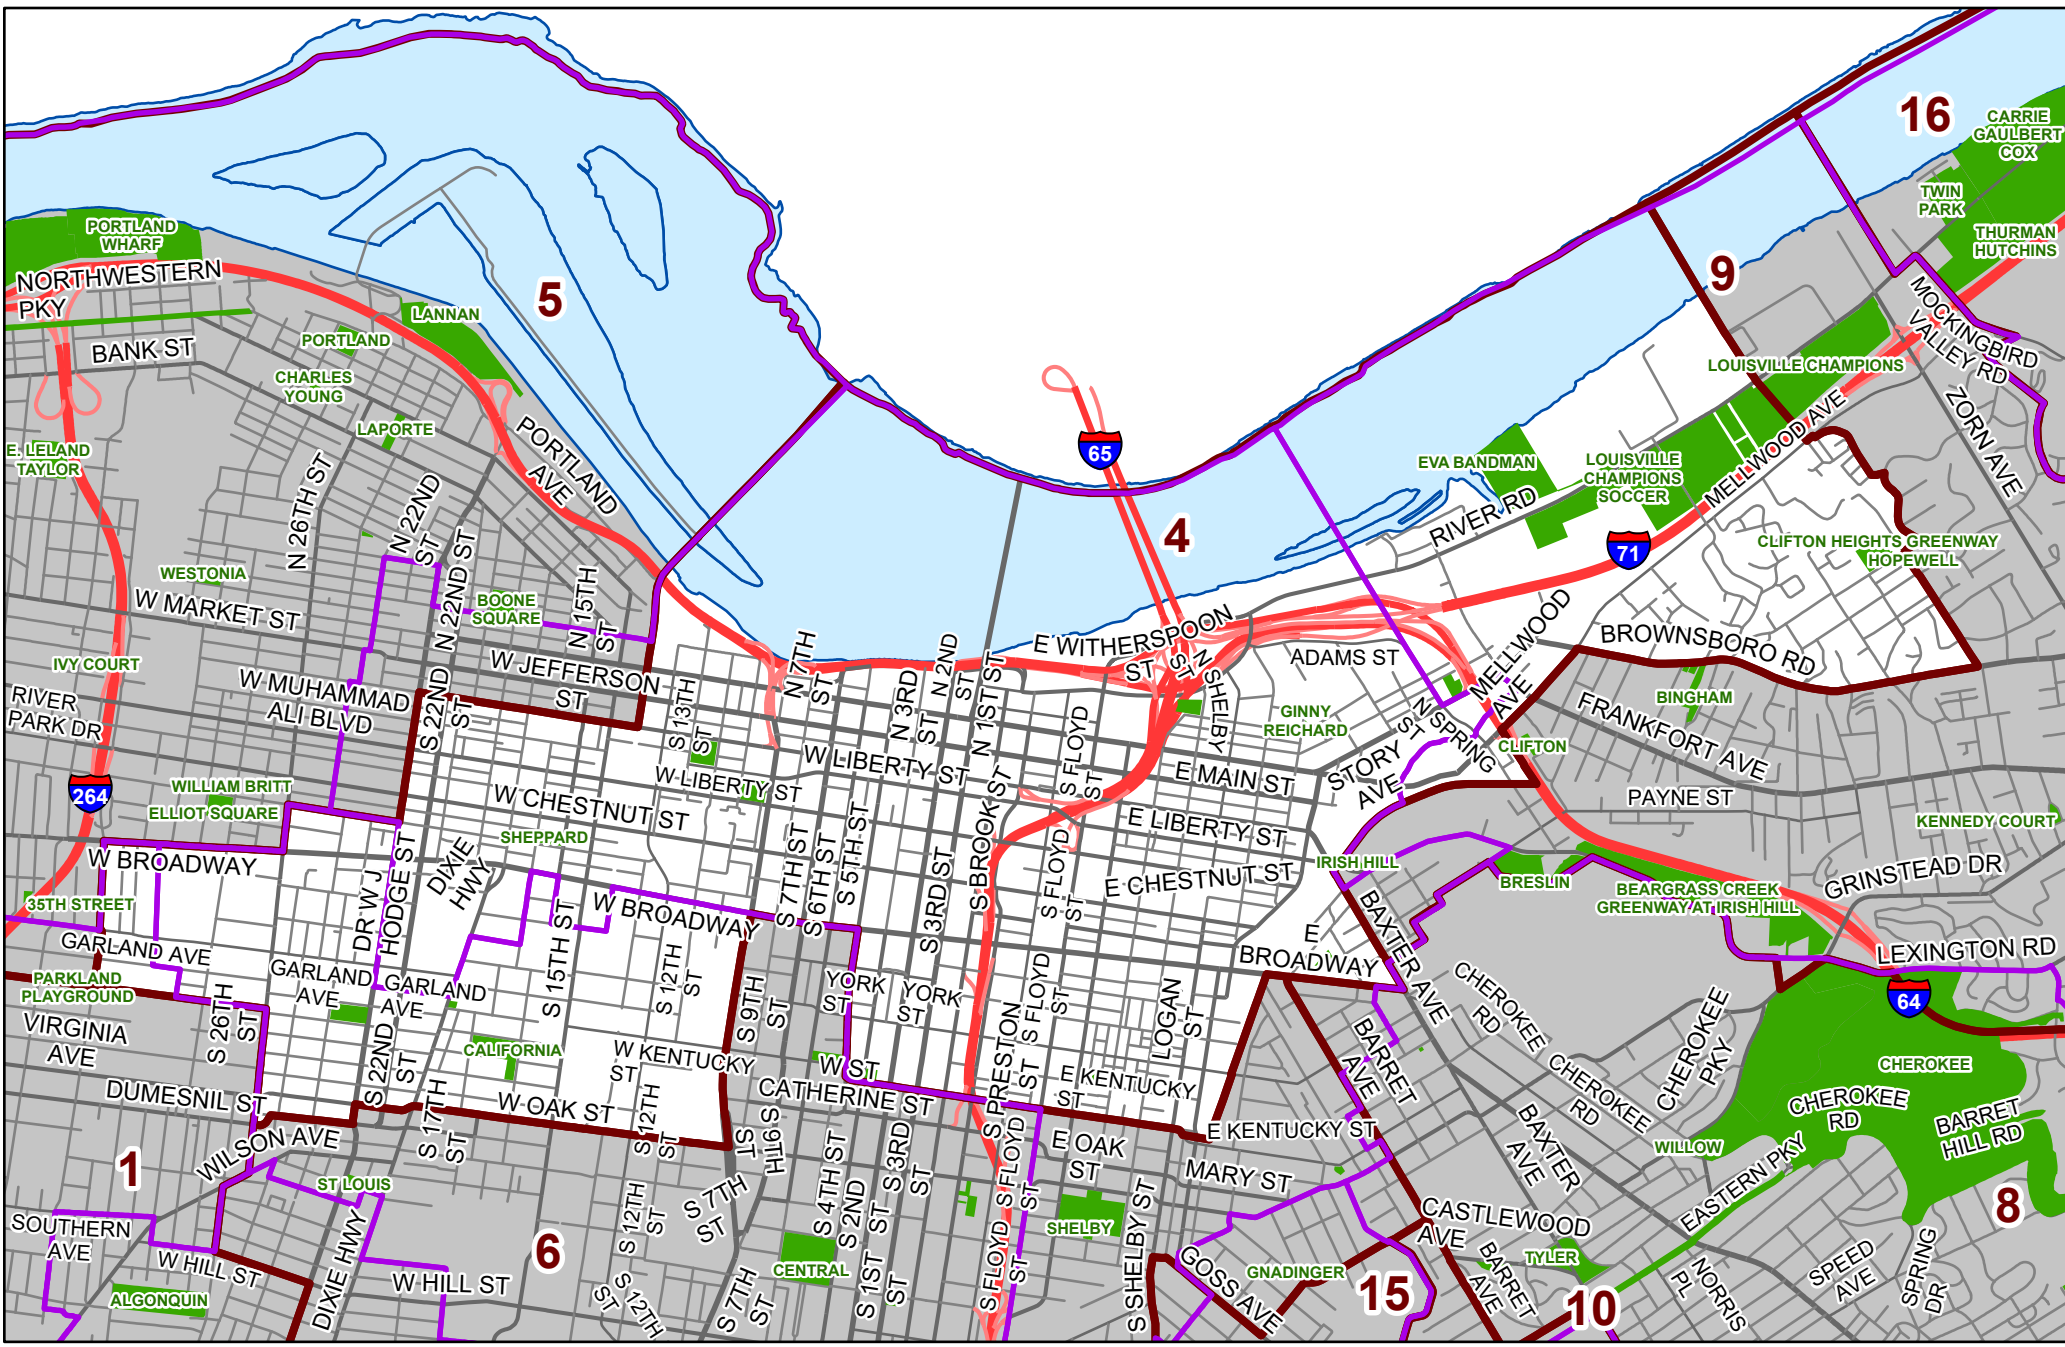 16
CARRIE
GAULBERT
COX
TWIN
PARK
THURMAN
HUTCHINS
PORTLAND
WHARF
NORTHWESTERN
PKY
5
9
LANNAN
PORTLAND
BANK ST
CHARLES
YOUNG
MOCKINGBIRD
VALLEY RD
LOUISVILLE CHAMPIONS
ZORN AVE
LAPORTE
PORTLAND
AVE
65
E. LELAND
TAYLOR
EVA BANDMAN
LOUISVILLE
CHAMPIONS
SOCCER
MELLWOOD AVE
N 26TH ST
N 22ND
ST
RIVER RD
4
71
CLIFTON HEIGHTS GREENWAY
HOPEWELL
WESTONIA
W MARKET ST
N 22ND ST
BOONE
SQUARE
N 15TH
ST
E WITHERSPOON
ST
ST
N SHELBY
ADAMS ST
MELLWOOD
AVE
BROWNSBORO RD
IVY COURT
W JEFFERSON
ST
N 7TH
ST
N 3RD
ST
N 2ND
ST
N 1ST ST
RIVER
PARK DR
W MUHAMMAD
ALI BLVD
S 22ND
ST
S 13TH
ST
S FLOYD
ST
GINNY
REICHARD
N SPRING
ST
BINGHAM
FRANKFORT AVE
CLIFTON
264
WILLIAM BRITT
ELLIOT SQUARE
W LIBERTY ST
W LIBERTY ST
W CHESTNUT ST
E MAIN ST
STORY
AVE
PAYNE ST
KENNEDY COURT
SHEPPARD
E LIBERTY ST
W BROADWAY
DIXIE
HWY
S 7TH ST
S 6TH ST
S 5TH ST
S 3RD ST
S BROOK ST
S FLOYD
ST
E CHESTNUT ST
IRISH HILL
BRESLIN
BEARGRASS CREEK
GREENWAY AT IRISH HILL
GRINSTEAD DR
35TH STREET
GARLAND AVE
DR W J
HODGE ST
W BROADWAY
E
BROADWAY
BAXTER AVE
LEXINGTON RD
PARKLAND
PLAYGROUND
GARLAND
AVE
GARLAND
AVE
S 15TH ST
S 12TH
ST
S 9TH
ST
YORK
ST
YORK
ST
S FLOYD
ST
LOGAN
ST
CHEROKEE
RD
CHEROKEE
PKY
64
VIRGINIA
AVE
S 26TH
ST
S 22ND
ST
CALIFORNIA
W KENTUCKY
ST
W ST
CATHERINE ST
S PRESTON
ST
E KENTUCKY
ST
BARRET
AVE
CHEROKEE
RD
CHEROKEE
CHEROKEE
RD
DUMESNIL ST
S 17TH
ST
W OAK ST
S 12TH
ST
S 9TH
ST
E OAK
ST
E KENTUCKY ST
BAXTER
AVE
WILLOW
BARRET
HILL RD
1
WILSON AVE
ST LOUIS
S 4TH ST
S 3RD
ST
MARY ST
EASTERN PKY
8
SOUTHERN
AVE
W HILL ST
DIXIE HWY
6
S 12TH
ST
S 7TH
ST
S 2ND
ST
S FLOYD
ST
SHELBY
S SHELBY ST
CASTLEWOOD
AVE
TYLER
ALGONQUIN
W HILL ST
S 12TH
ST
S 7TH
ST
CENTRAL
S 1ST
ST
S FLOYD
ST
GOSS AVE
GNADINGER
15
BARRET
AVE
10
NORRIS
PL
SPEED
AVE
SPRING
DR